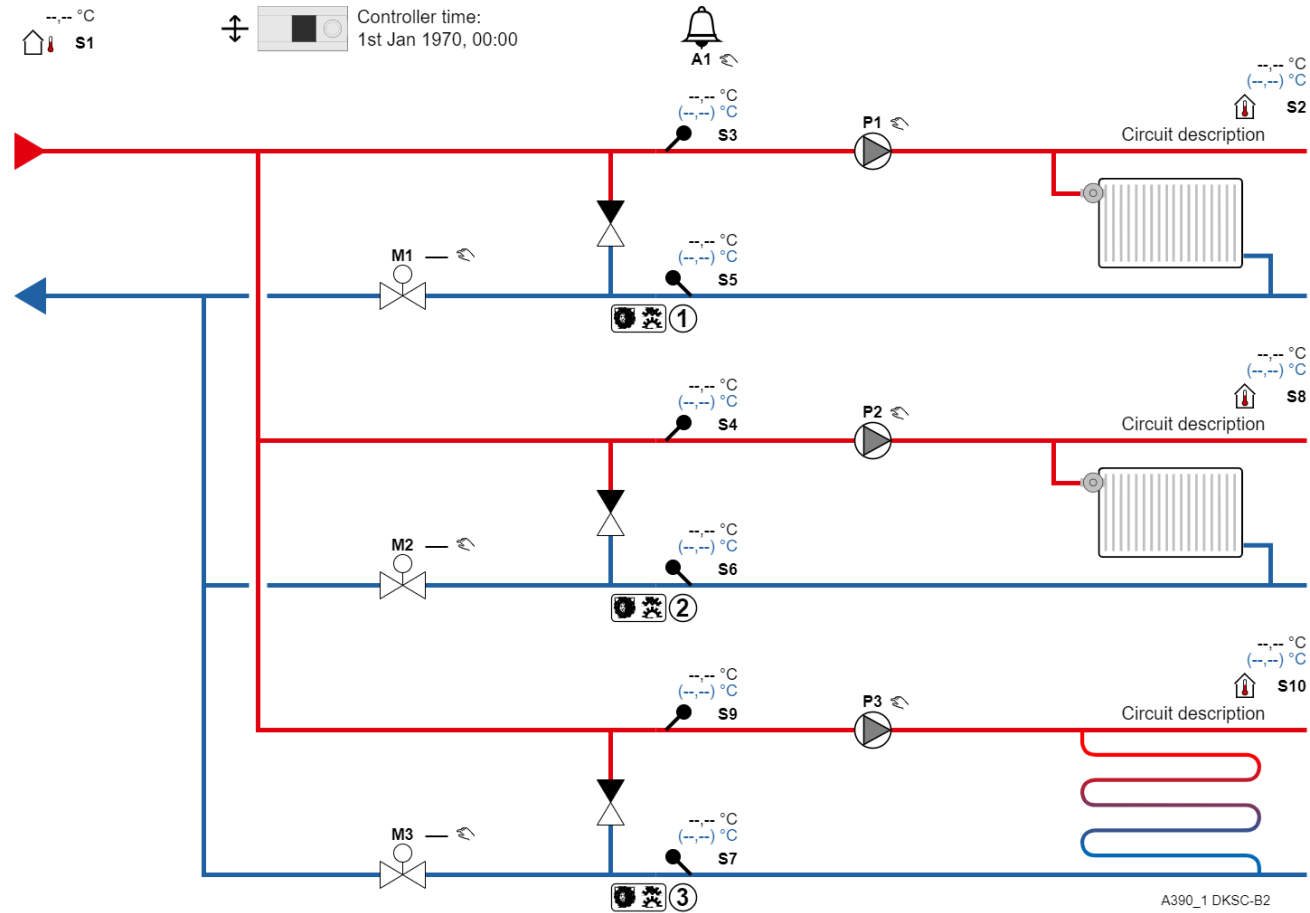 --,-- °C
S1
Controller time:
1st Jan 1970, 00:00
A1
--,-- °C
(--,--) °C
S3
P1
--,-- °C
(--,--) °C
S2
Circuit description
M1
--,-- °C
(--,--) °C
S5
1
--,-- °C
(--,--) °C
S4
P2
--,-- °C
(--,--) °C
S8
Circuit description
M2
--,-- °C
(--,--) °C
S6
2
--,-- °C
(--,--) °C
S9
P3
--,-- °C
(--,--) °C
S10
Circuit description
M3
--,-- °C
(--,--) °C
S7
3
A390_1 DKSC-B2